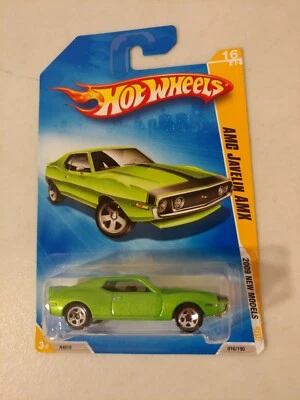 HOT WHEELS
16
AMC JAVELIN AMX
2009 NEW MODELS
3+
016/190